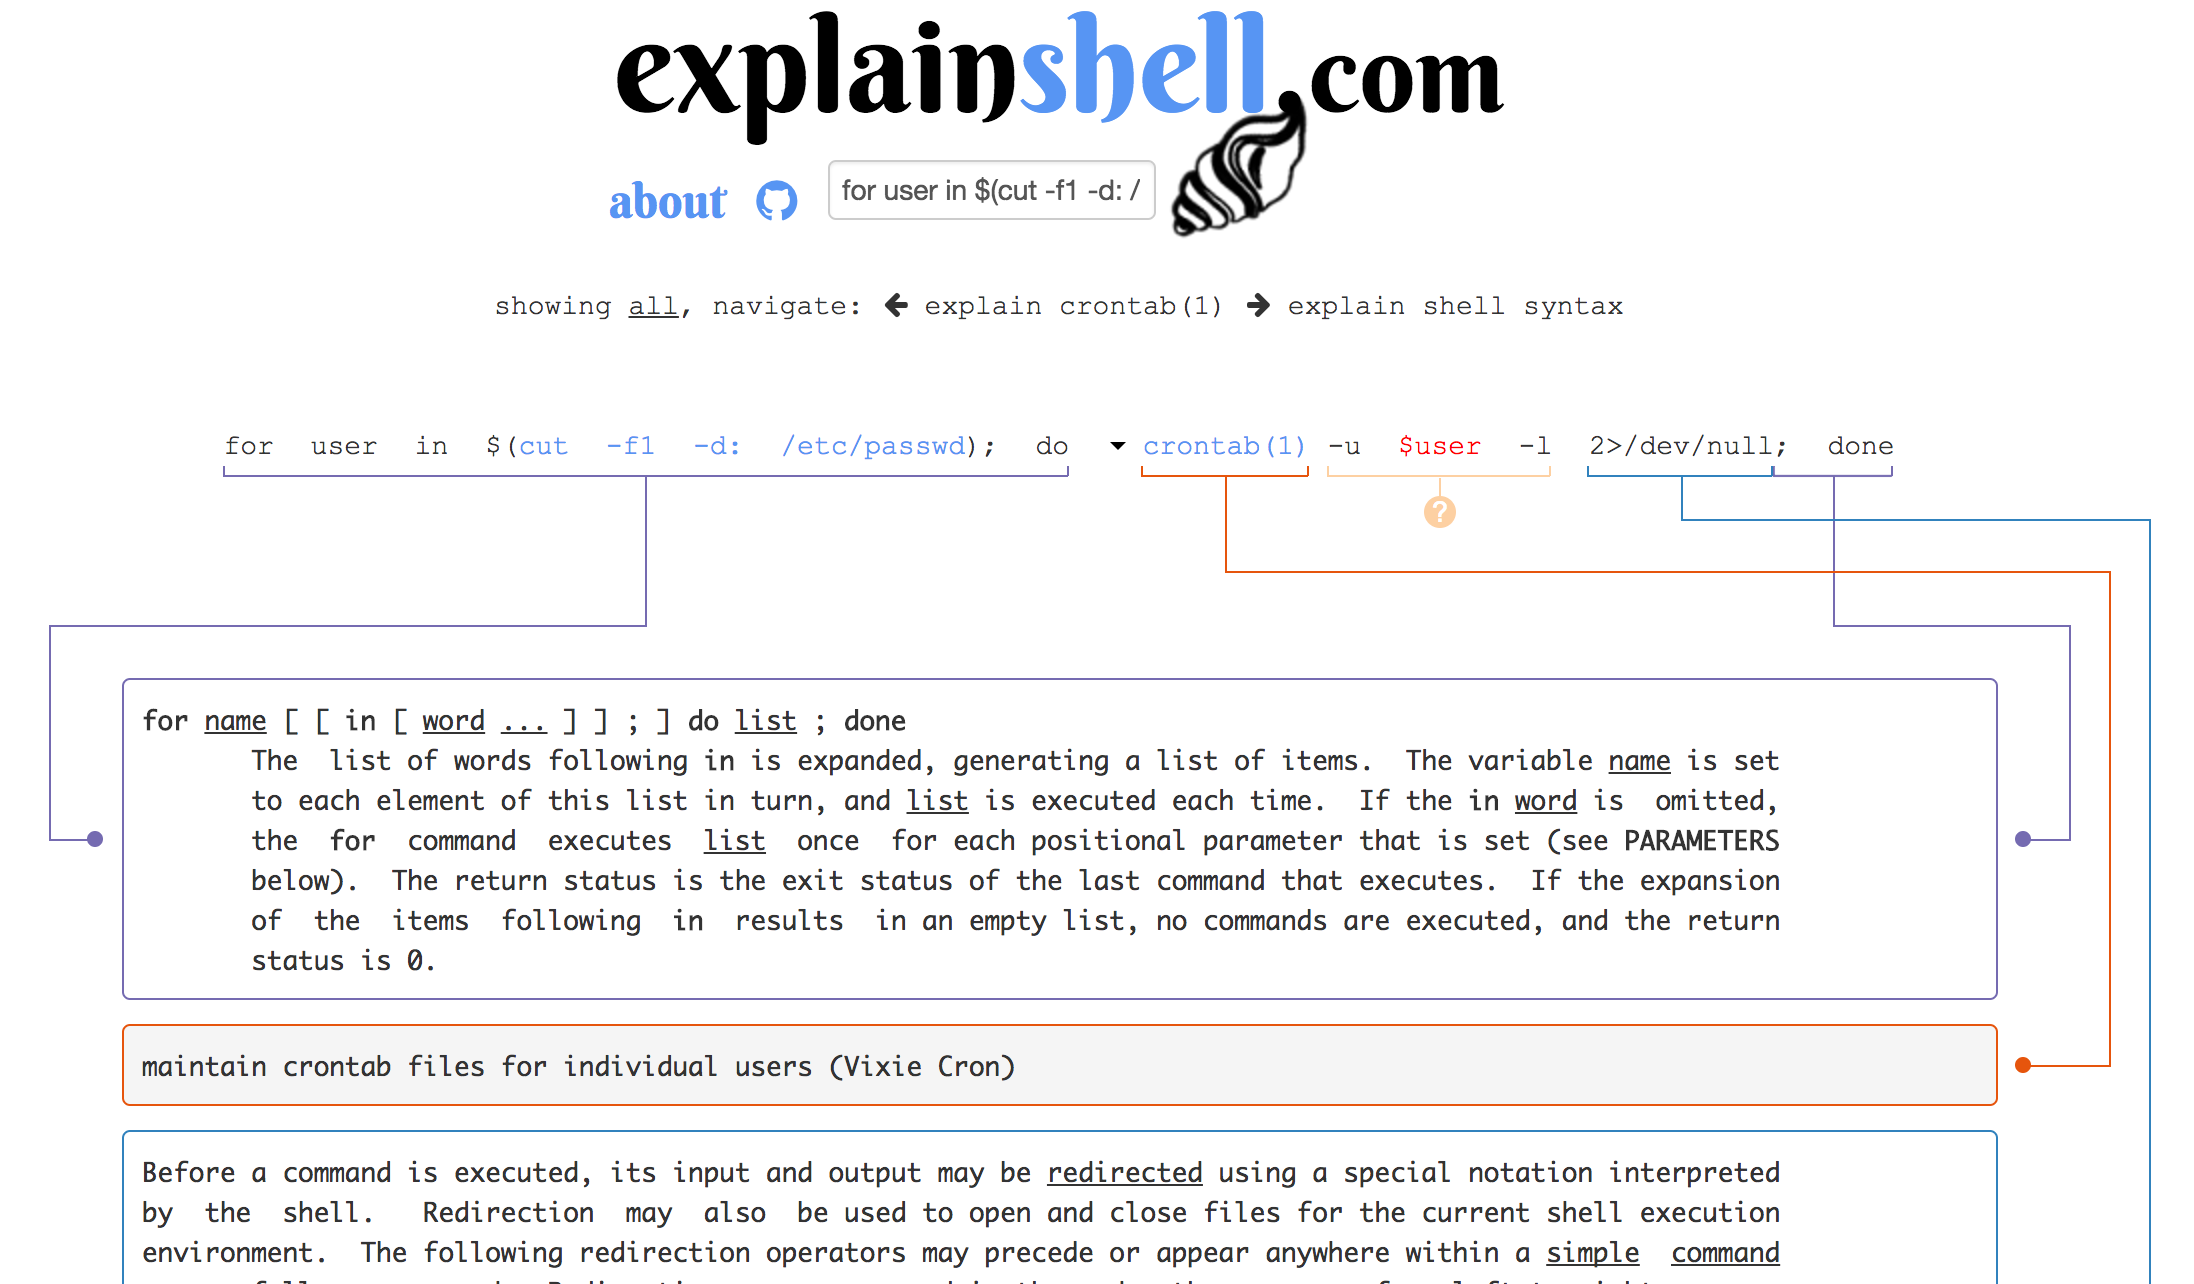 explainshell.com
about for user in $(cut -f1 -d: /
showing all, navigate: explain crontab(1) explain shell syntax
for user in $(cut -f1 -d: /etc/passwd); do crontab(1) -u $user -l 2>/dev/null; done
?
for name [ [ in [ word ... ] ] ; ] do list ; done
The list of words following in is expanded, generating a list of items. The variable name is set
to each element of this list in turn, and list is executed each time. If the in word is omitted,
the for command executes list once for each positional parameter that is set (see PARAMETERS
below). The return status is the exit status of the last command that executes. If the expansion
of the items following in results in an empty list, no commands are executed, and the return
status is 0.
maintain crontab files for individual users (Vixie Cron)
Before a command is executed, its input and output may be redirected using a special notation interpreted
by the shell. Redirection may also be used to open and close files for the current shell execution
environment. The following redirection operators may precede or appear anywhere within a simple command